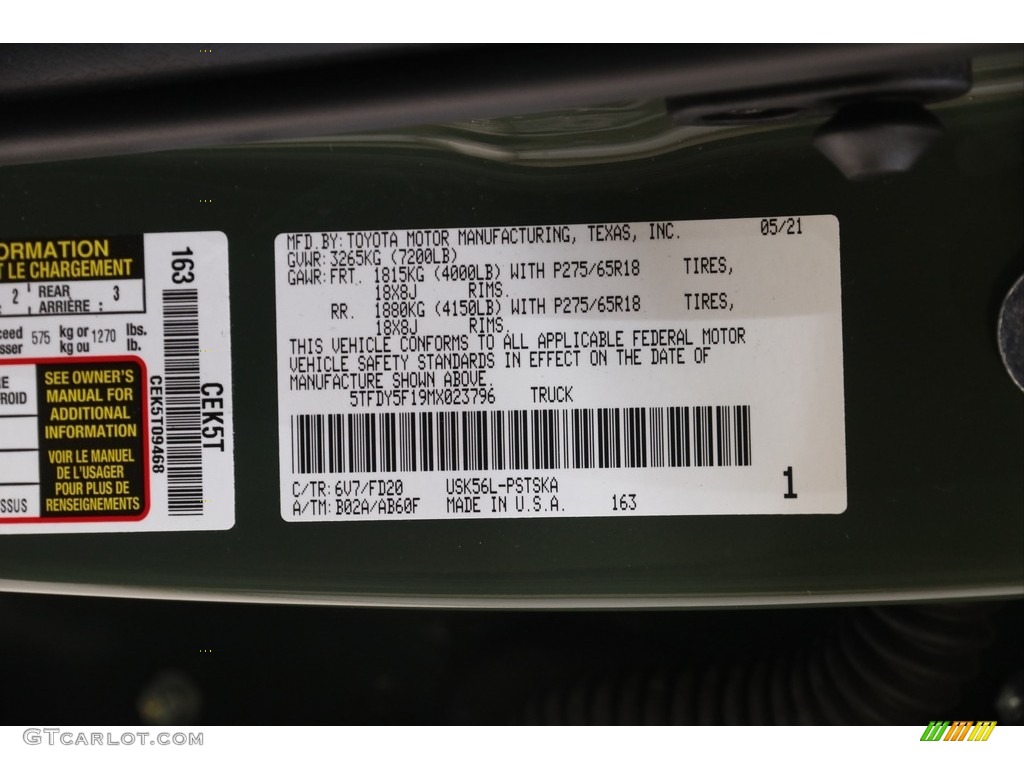 ORMATION
T LE CHARGEMENT
: 2 REAR 3
ARRIÈRE :
ceed 575 kg or 1270 lbs.
sser kg ou lb.
RE
ROID
SSUS
SEE OWNER'S
MANUAL FOR
ADDITIONAL
INFORMATION
VOIR LE MANUEL
DE L'USAGER
POUR PLUS DE
RENSEIGNEMENTS
163
CEK5T09468
CEK5T
MFD.BY:TOYOTA MOTOR MANUFACTURING, TEXAS, INC. 05/21
GVWR:3265KG (7200LB)
GAWR:FRT. 1815KG (4000LB) WITH P275/65R18 TIRES,
18X8J RIMS.
RR. 1880KG (4150LB) WITH P275/65R18 TIRES,
18X8J RIMS.
THIS VEHICLE CONFORMS TO ALL APPLICABLE FEDERAL MOTOR
VEHICLE SAFETY STANDARDS IN EFFECT ON THE DATE OF
MANUFACTURE SHOWN ABOVE.
5TFDY5F19MX023796 TRUCK
C/TR:6V7/FD20 USK56L-PSTSKA
A/TM:B02A/AB60F MADE IN U.S.A. 163
1
GTCarlot.com